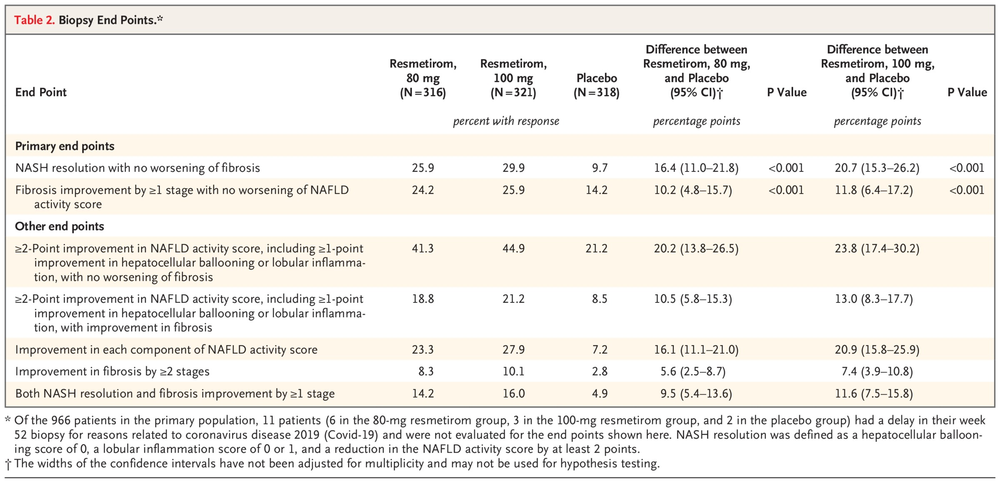 Table 2. Biopsy End Points.*
End Point Resmetirom, 80 mg (N=316) Resmetirom, 100 mg (N=321) Placebo (N=318) Difference between Resmetirom, 80 mg, and Placebo (95% CI)† P Value Difference between Resmetirom, 100 mg, and Placebo (95% CI)† P Value
percent with response percentage points percentage points
Primary end points
NASH resolution with no worsening of fibrosis 25.9 29.9 9.7 16.4 (11.0–21.8) <0.001 20.7 (15.3–26.2) <0.001
Fibrosis improvement by ≥1 stage with no worsening of NAFLD 24.2 25.9 14.2 10.2 (4.8–15.7) <0.001 11.8 (6.4–17.2) <0.001
activity score
Other end points
≥2-Point improvement in NAFLD activity score, including ≥1-point 41.3 44.9 21.2 20.2 (13.8–26.5) 23.8 (17.4–30.2)
improvement in hepatocellular ballooning or lobular inflamma-
tion, with no worsening of fibrosis
≥2-Point improvement in NAFLD activity score, including ≥1-point 18.8 21.2 8.5 10.5 (5.8–15.3) 13.0 (8.3–17.7)
improvement in hepatocellular ballooning or lobular inflamma-
tion, with improvement in fibrosis
Improvement in each component of NAFLD activity score 23.3 27.9 7.2 16.1 (11.1–21.0) 20.9 (15.8–25.9)
Improvement in fibrosis by ≥2 stages 8.3 10.1 2.8 5.6 (2.5–8.7) 7.4 (3.9–10.8)
Both NASH resolution and fibrosis improvement by ≥1 stage 14.2 16.0 4.9 9.5 (5.4–13.6) 11.6 (7.5–15.8)
* Of the 966 patients in the primary population, 11 patients (6 in the 80-mg resmetirom group, 3 in the 100-mg resmetirom group, and 2 in the placebo group) had a delay in their week
52 biopsy for reasons related to coronavirus disease 2019 (Covid-19) and were not evaluated for the end points shown here. NASH resolution was defined as a hepatocellular balloon-
ing score of 0, a lobular inflammation score of 0 or 1, and a reduction in the NAFLD activity score by at least 2 points.
† The widths of the confidence intervals have not been adjusted for multiplicity and may not be used for hypothesis testing.